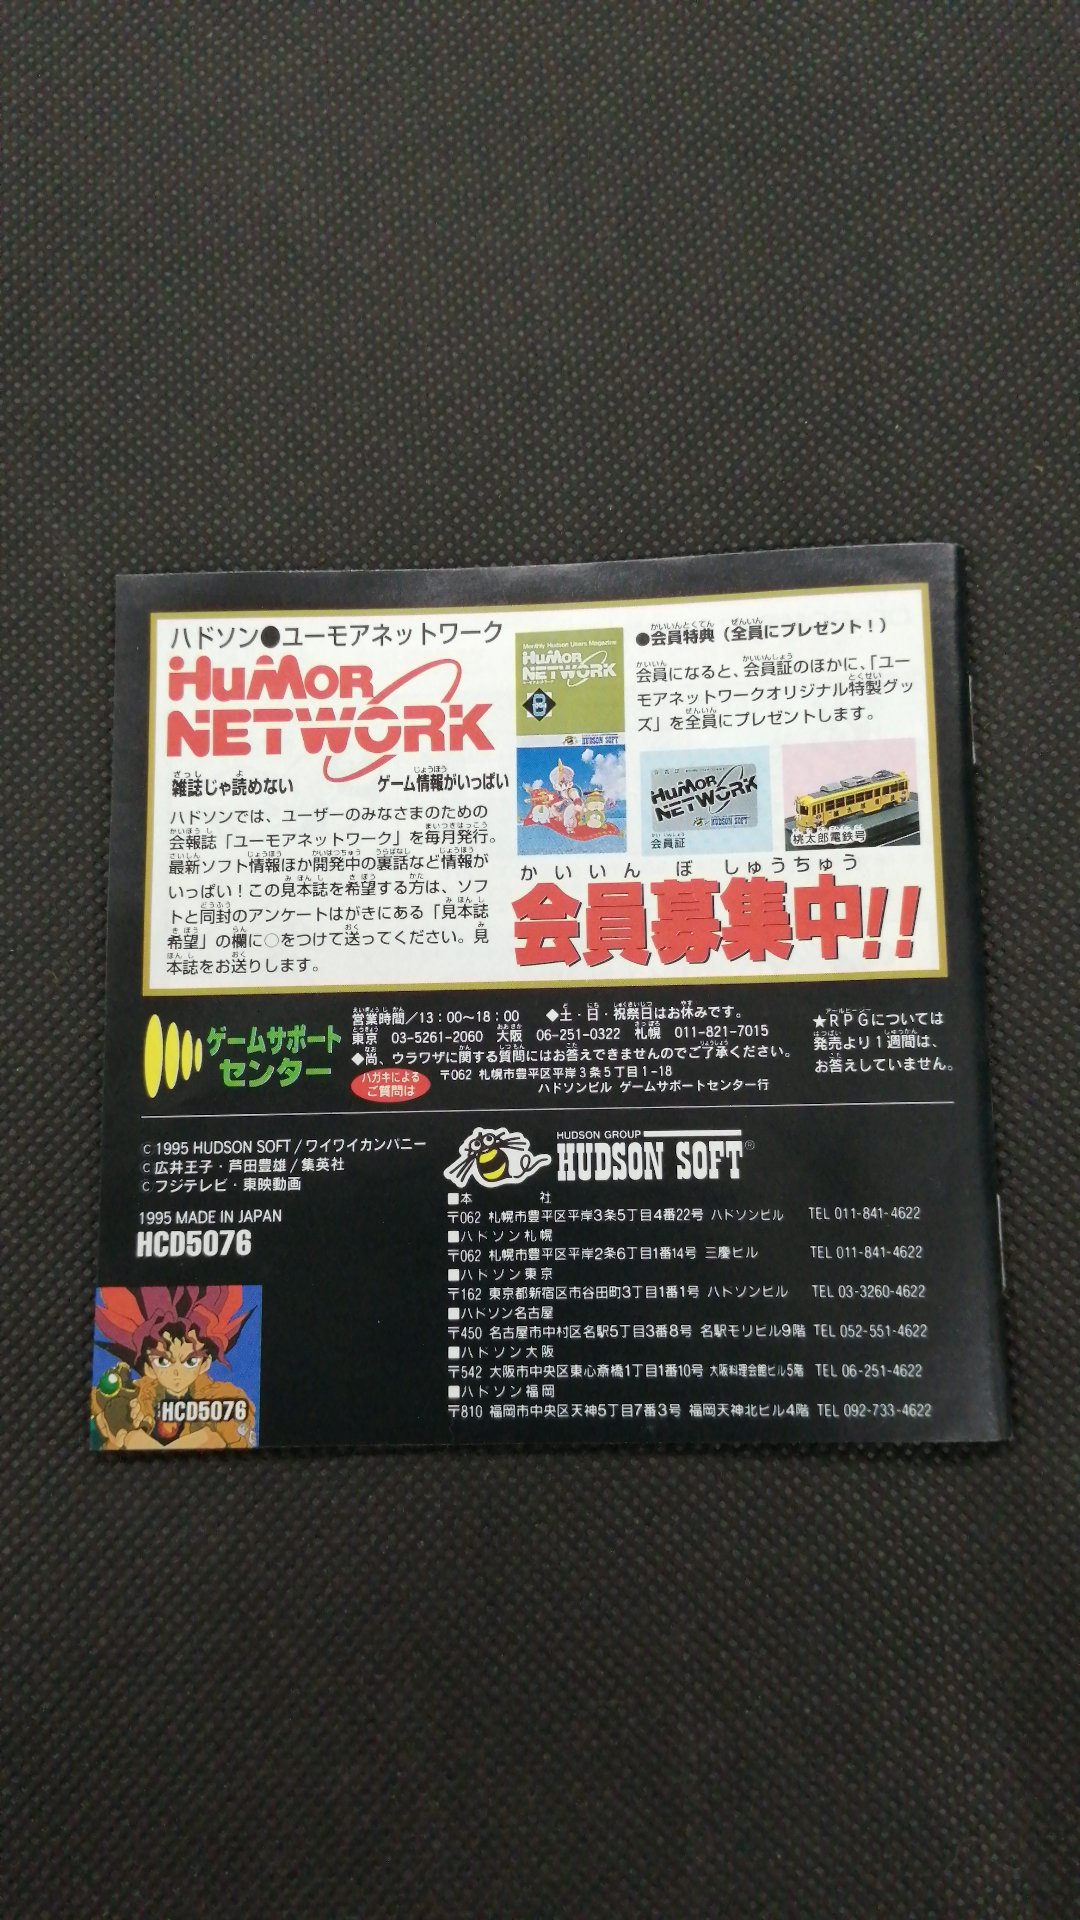 ハドソン●ユーモアネットワーク
HuMOR
NETWORK
雑誌じゃ読めない
ゲーム情報がいっぱい
ハドソンでは、ユーザーのみなさまのための
会報誌「ユーモアネットワーク」を毎月発行。
最新ソフト情報ほか開発中の裏話など情報が
いっぱい！この見本誌を希望する方は、ソフ
トと同封のアンケートはがきにある「見本誌
希望」の欄に○をつけて送ってください。見
本誌をお送りします。
Monthly Hudson Users Magazine
HuMOR
NETWORK
HUDSON SOFT
●会員特典（全員にプレゼント！）
会員になると、会員証のほかに、「ユー
モアネットワークオリジナル特製グッ
ズ」を全員にプレゼントします。
HuMOR
NETWORK
HUDSON SOFT
会員証
桃太郎電鉄号
かいいんぼしゅうちゅう
会員募集中!!
ゲームサポート
センター
営業時間／13：00〜18：00 ◆土・日・祝祭日はお休みです。
東京 03-5261-2060 大阪 06-251-0322 札幌 011-821-7015
◆尚、ウラワザに関する質問にはお答えできませんのでご了承ください。
ハガキによる
ご質問は
〒062 札幌市豊平区平岸3条5丁目1-18
ハドソンビル ゲームサポートセンター行
★RPGについては
発売より1週間は、
お答えしていません。
© 1995 HUDSON SOFT / ワイワイカンパニー
© 広井王子・芦田豊雄 / 集英社
© フジテレビ・東映動画
1995 MADE IN JAPAN
HCD5076
HUDSON GROUP
HUDSON SOFT®
■本 社
〒062 札幌市豊平区平岸3条5丁目4番22号 ハドソンビル TEL 011-841-4622
■ハドソン札幌
〒062 札幌市豊平区平岸2条6丁目1番14号 三慶ビル TEL 011-841-4622
■ハドソン東京
〒162 東京都新宿区市谷田町3丁目1番1号 ハドソンビル TEL 03-3260-4622
■ハドソン名古屋
〒450 名古屋市中村区名駅5丁目3番8号 名駅モリビル9階 TEL 052-551-4622
■ハドソン大阪
〒542 大阪市中央区東心斎橋1丁目1番10号 大阪料理会館ビル5階 TEL 06-251-4622
■ハドソン福岡
〒810 福岡市中央区天神5丁目7番3号 福岡天神北ビル4階 TEL 092-733-4622
HCD5076